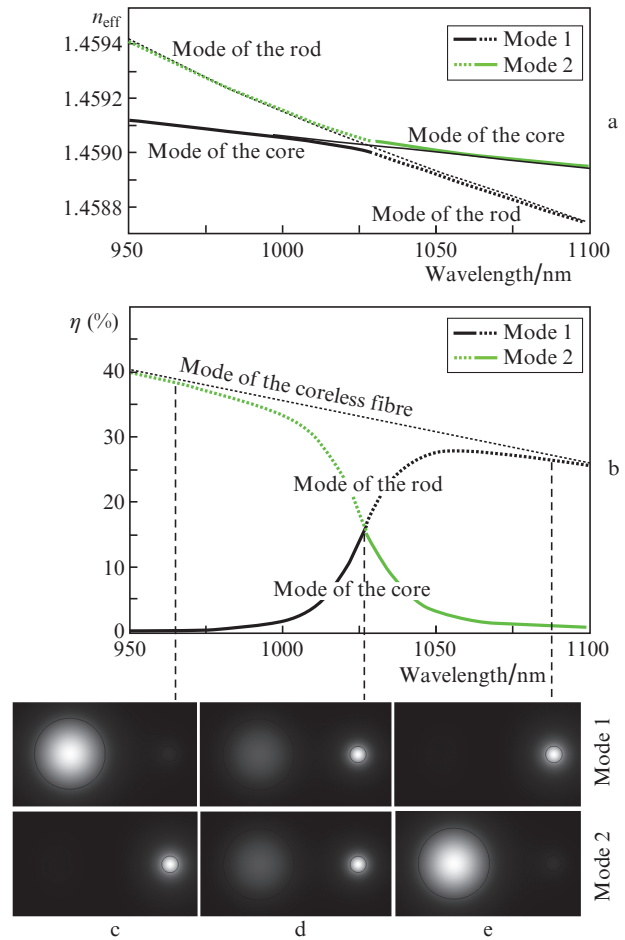 n_eff
1.4594
1.4592
1.4590
1.4588
Mode of the rod
Mode of the core
Mode 1
Mode 2
Mode of the core
Mode of the rod
a
950
1000
1050
1100
Wavelength/nm
η (%)
40
30
20
10
0
Mode of the coreless fibre
Mode 1
Mode 2
Mode of the rod
Mode of the core
b
950
1000
1050
1100
Wavelength/nm
Mode 1
Mode 2
c
d
e